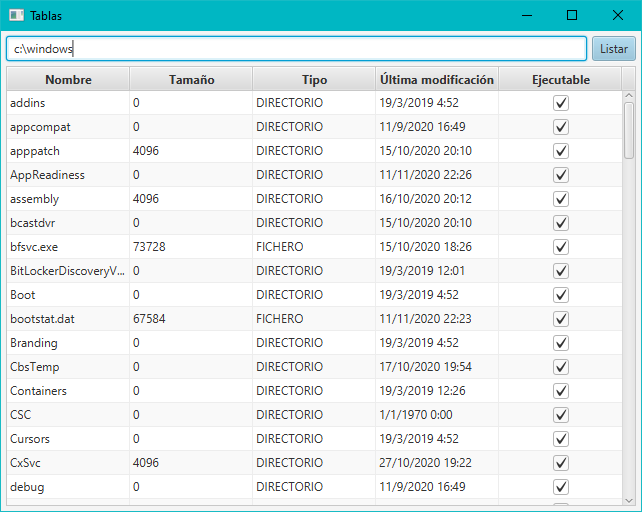 Tablas
c:\windows Listar
Nombre Tamaño Tipo Última modificación Ejecutable
addins 0 DIRECTORIO 19/3/2019 4:52
appcompat 0 DIRECTORIO 11/9/2020 16:49
apppatch 4096 DIRECTORIO 15/10/2020 20:10
AppReadiness 0 DIRECTORIO 11/11/2020 22:26
assembly 4096 DIRECTORIO 16/10/2020 20:12
bcastdvr 0 DIRECTORIO 15/10/2020 20:10
bfsvc.exe 73728 FICHERO 15/10/2020 18:26
BitLockerDiscoveryV... 0 DIRECTORIO 19/3/2019 12:01
Boot 0 DIRECTORIO 19/3/2019 4:52
bootstat.dat 67584 FICHERO 11/11/2020 22:23
Branding 0 DIRECTORIO 19/3/2019 4:52
CbsTemp 0 DIRECTORIO 17/10/2020 19:54
Containers 0 DIRECTORIO 19/3/2019 12:26
CSC 0 DIRECTORIO 1/1/1970 0:00
Cursors 0 DIRECTORIO 19/3/2019 4:52
CxSvc 4096 DIRECTORIO 27/10/2020 19:22
debug 0 DIRECTORIO 11/9/2020 16:49